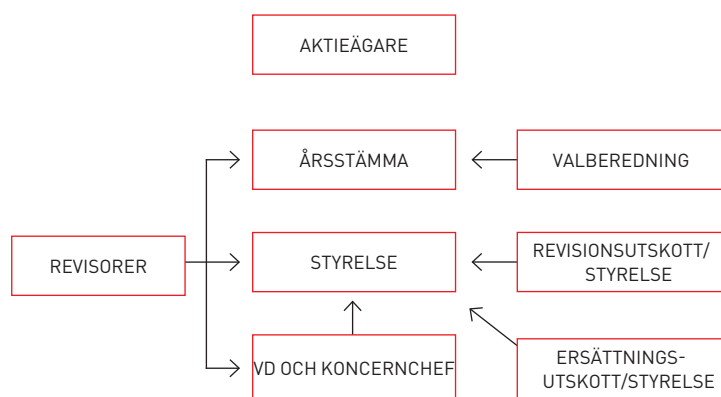 AKTIEÄGARE
ÅRSSTÄMMA
VALBEREDNING
REVISORER
STYRELSE
REVISIONSUTSKOTT/
STYRELSE
VD OCH KONCERNCHEF
ERSÄTTNINGS-
UTSKOTT/STYRELSE